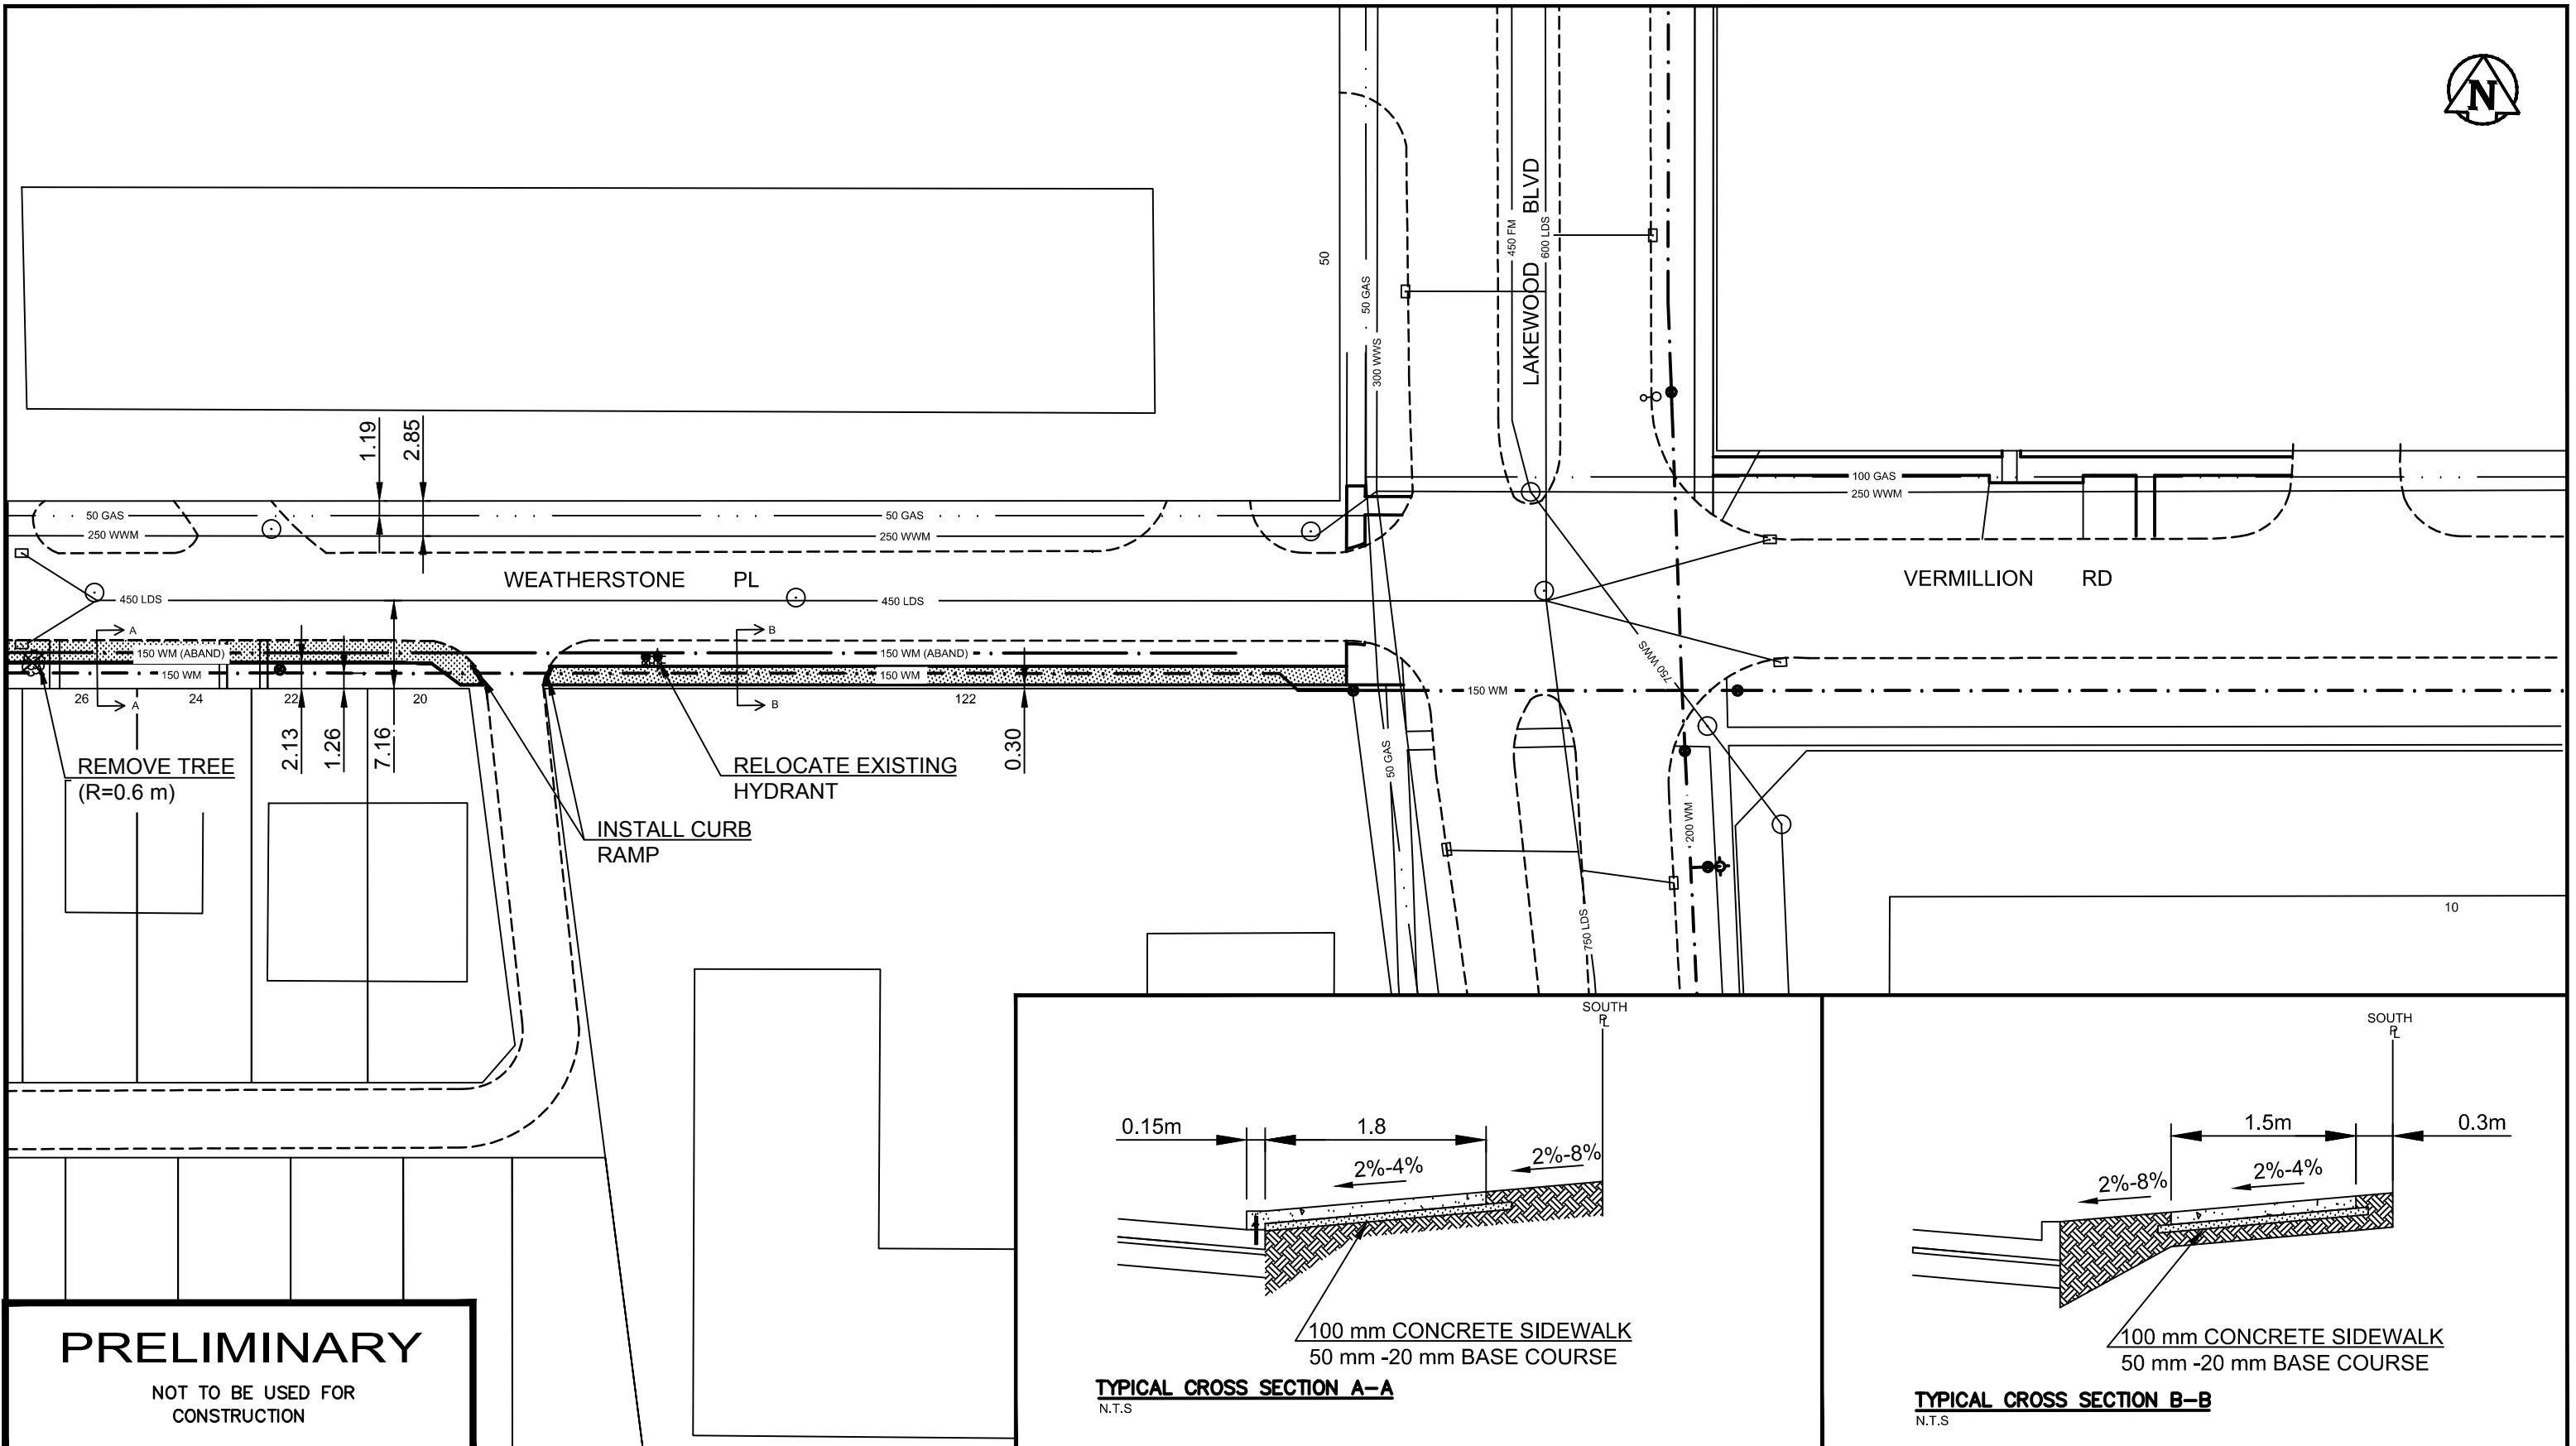 N
LAKEWOOD BLVD
450 FM
600 LDS
50
50 GAS
300 WWS
1.19
2.85
50 GAS
50 GAS
250 WWM
250 WWM
100 GAS
250 WWM
WEATHERSTONE PL
VERMILLION RD
450 LDS
450 LDS
A
B
150 WM (ABAND)
150 WM (ABAND)
150 WM
150 WM
150 WM
750 WWS
26
24
22
20
122
A
B
2.13
1.26
7.16
0.30
50 GAS
200 WM
750 LDS
REMOVE TREE
(R=0.6 m)
RELOCATE EXISTING
HYDRANT
INSTALL CURB
RAMP
10
SOUTH
PL
0.15m
1.8
2%-4%
2%-8%
100 mm CONCRETE SIDEWALK
50 mm -20 mm BASE COURSE
TYPICAL CROSS SECTION A-A
N.T.S
SOUTH
PL
1.5m
0.3m
2%-8%
2%-4%
100 mm CONCRETE SIDEWALK
50 mm -20 mm BASE COURSE
TYPICAL CROSS SECTION B-B
N.T.S
PRELIMINARY
NOT TO BE USED FOR
CONSTRUCTION